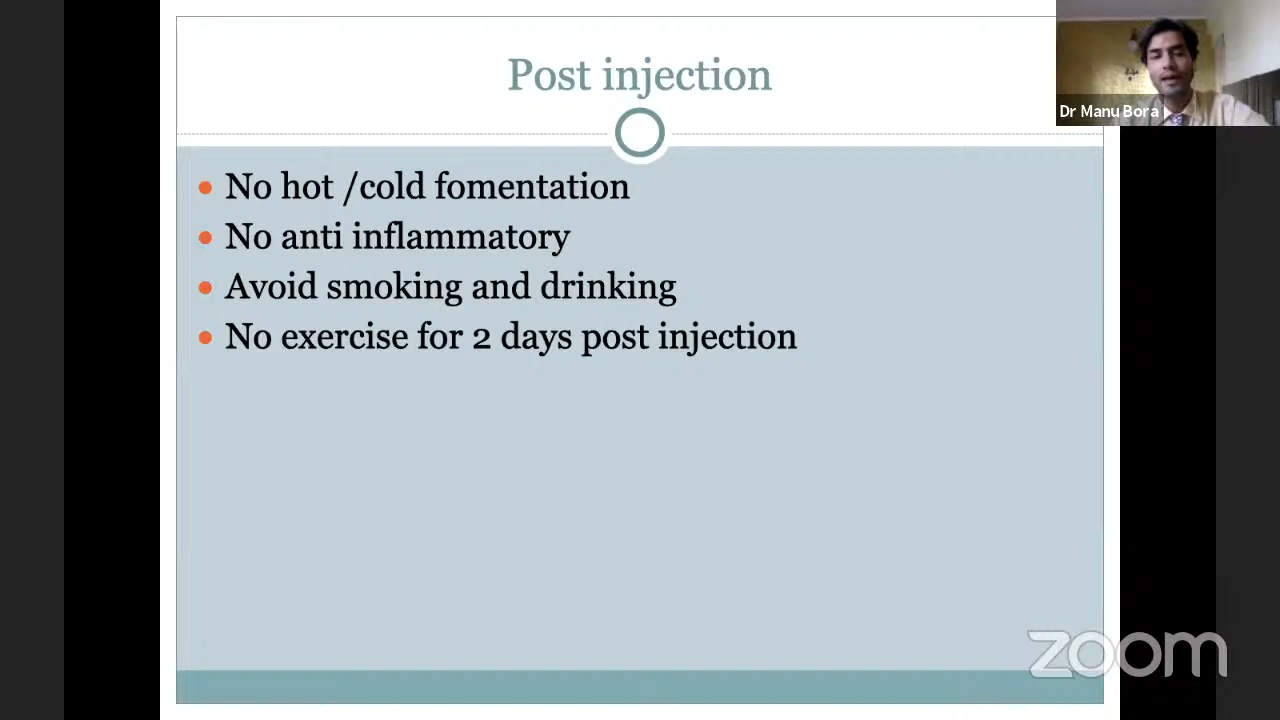 Post injection
Dr Manu Bora
No hot /cold fomentation
No anti inflammatory
Avoid smoking and drinking
No exercise for 2 days post injection
zoom